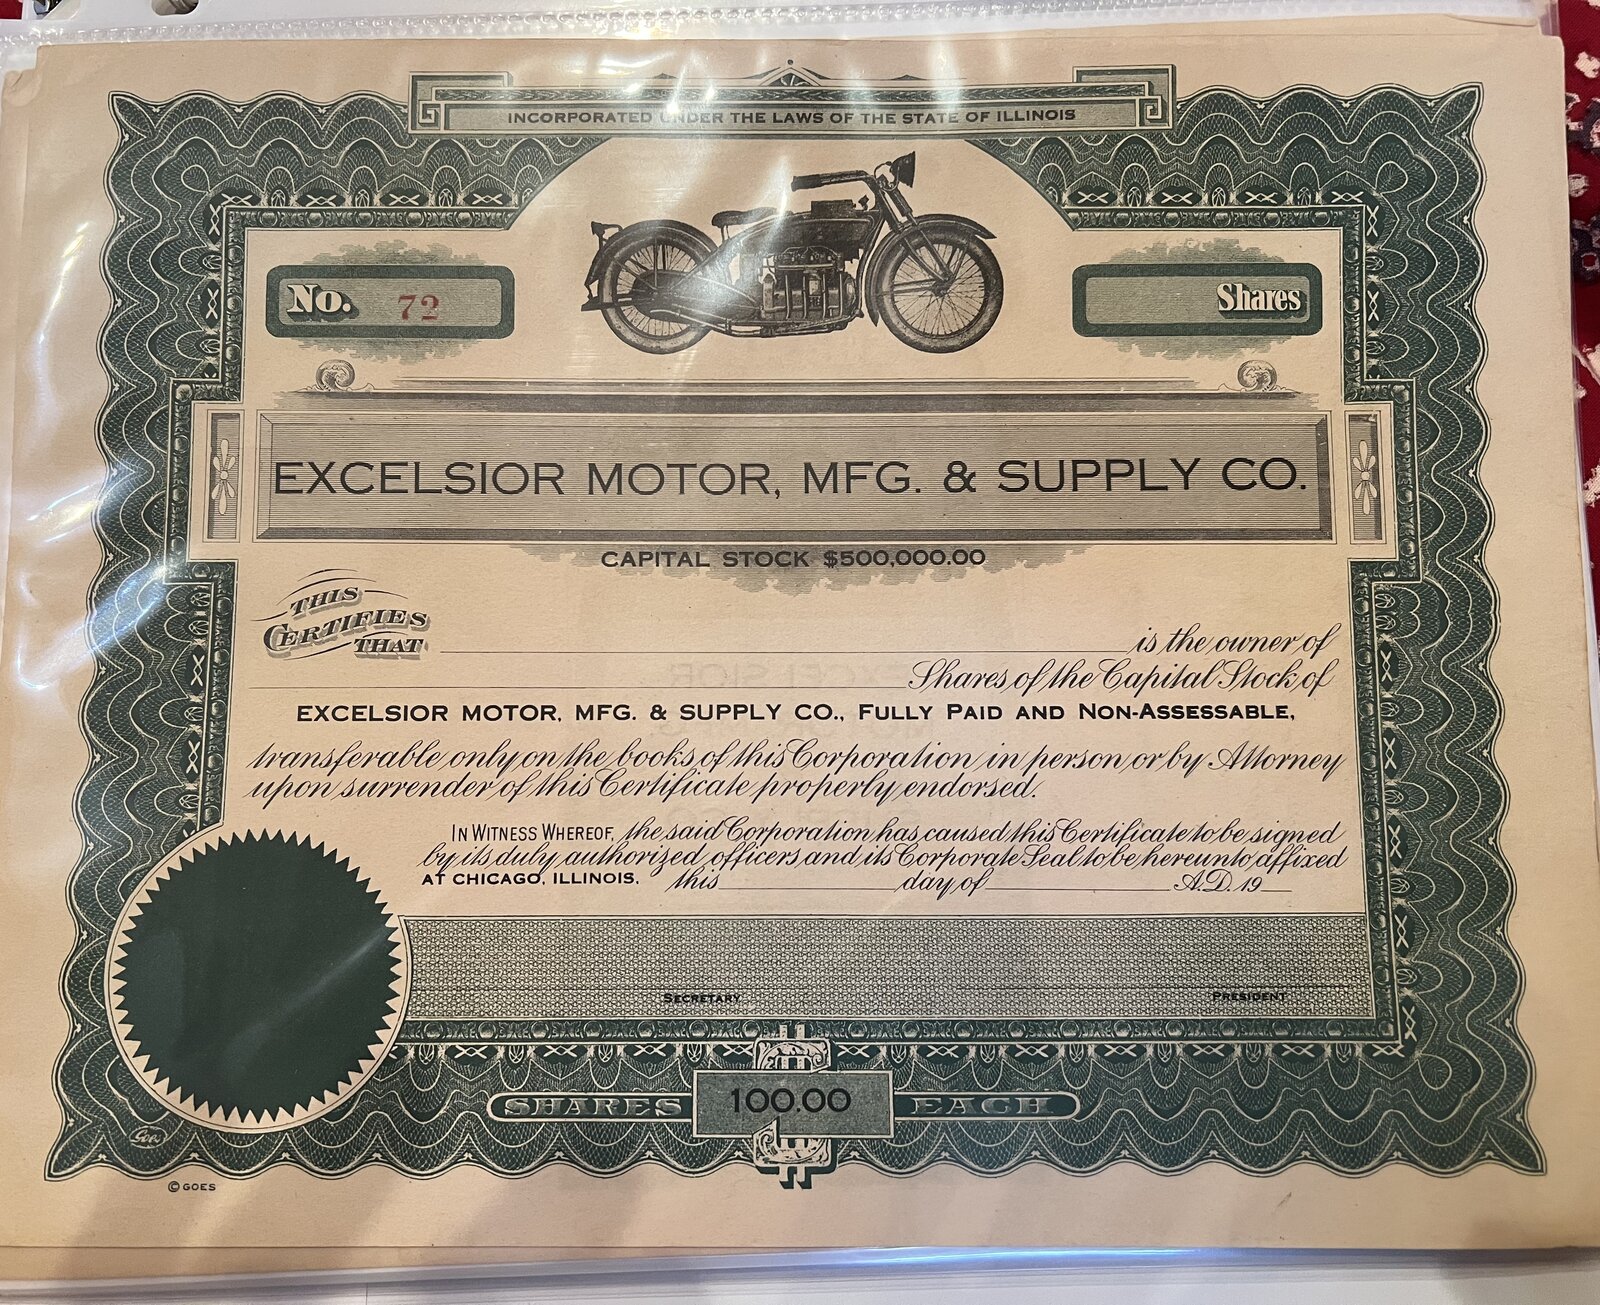 INCORPORATED UNDER THE LAWS OF THE STATE OF ILLINOIS
No. 72
Shares
EXCELSIOR MOTOR, MFG. & SUPPLY CO.
CAPITAL STOCK $500,000.00
THIS CERTIFIES THAT is the owner of
Shares of the Capital Stock of
EXCELSIOR MOTOR, MFG. & SUPPLY CO., FULLY PAID AND NON-ASSESSABLE,
transferable only on the books of this Corporation in person or by Attorney
upon surrender of this Certificate properly endorsed.
IN WITNESS WHEREOF, the said Corporation has caused this Certificate to be signed
by its duly authorized officers and its Corporate Seal to be hereunto affixed
AT CHICAGO, ILLINOIS, this day of A.D. 19
SECRETARY PRESIDENT
SHARES 100.00 EACH
Goes
© GOES